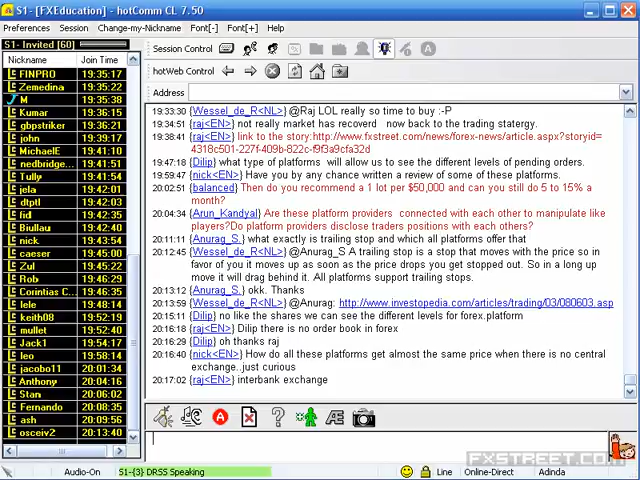 S1- [FXEducation] - hotComm CL 7.50
Preferences Session Change-my-Nickname Font[-] Font[+] Help
S1- Invited [60]
Session Control
Nickname Join Time
hotWeb Control
Address
FINPRO 19:35:17
Zemedina 19:35:22
M 19:35:38
Kumar 19:36:15
gbpstriker 19:36:21
john 19:39:17
MichaelE 19:41:10
nedbridge... 19:41:16
Tully 19:41:54
jela 19:42:01
dtptl 19:42:03
fid 19:42:35
Biullau 19:42:40
nick 19:43:54
caeser 19:45:00
Zul 19:45:22
Rob 19:46:29
Corintias C 19:46:36
lele 19:48:14
keith08 19:52:19
mullet 19:52:40
Jack1 19:54:17
leo 19:58:14
jacobo11 20:01:34
Anthony 20:04:16
Stan 20:06:02
Fernando 20:08:35
ash 20:09:56
osceiv2 20:13:40
19:33:30 {Wessel_de_R<NL>} @Raj LOL really so time to buy :-P
19:34:51 {raj<EN>} not really market has recoverd now back to the trading stategy.
19:38:41 {raj<EN>} link to the story:http://www.fxstreet.com/news/forex-news/article.aspx?storyid=
4318c501-227f-409b-822c-f9f3a9cfa32d
19:47:18 {Dilip} what type of platforms will allow us to see the different levels of pending orders.
19:59:47 {nick<EN>} Have you by any chance written a review of some of these platforms.
20:02:51 {balanced} Then do you recommend a 1 lot per $50,000 and can you still do 5 to 15% a
month?
20:04:34 {Arun_Kandyal} Are these platform providers connected with each other to manipulate like
players?Do platform providers disclose traders positions with each others?
20:11:11 {Anurag_S.} what exactly is trailing stop and which all platforms offer that
20:12:45 {Wessel_de_R<NL>} @Anurag_S A trailing stop is a stop that moves with the price so in
favor of you it moves up as soon as the price drops you get stopped out. So in a long up
move it will drag behind it. All platforms support trailing stops.
20:13:12 {Anurag_S.} okk. Thanks
20:13:59 {Wessel_de_R<NL>} @Anurag: http://www.investopedia.com/articles/trading/03/080603.asp
20:15:11 {Dilip} no like the shares we can see the different levels for forex.platform
20:16:18 {raj<EN>} Dilip there is no order book in forex
20:16:29 {Dilip} oh thanks raj
20:16:40 {nick<EN>} How do all these platforms get almost the same price when there is no central
exchange..just curious
20:17:02 {raj<EN>} interbank exchange
FXSTREET.COM
Audio-On S1-{3} DRSS Speaking Line Online-Direct Adinda